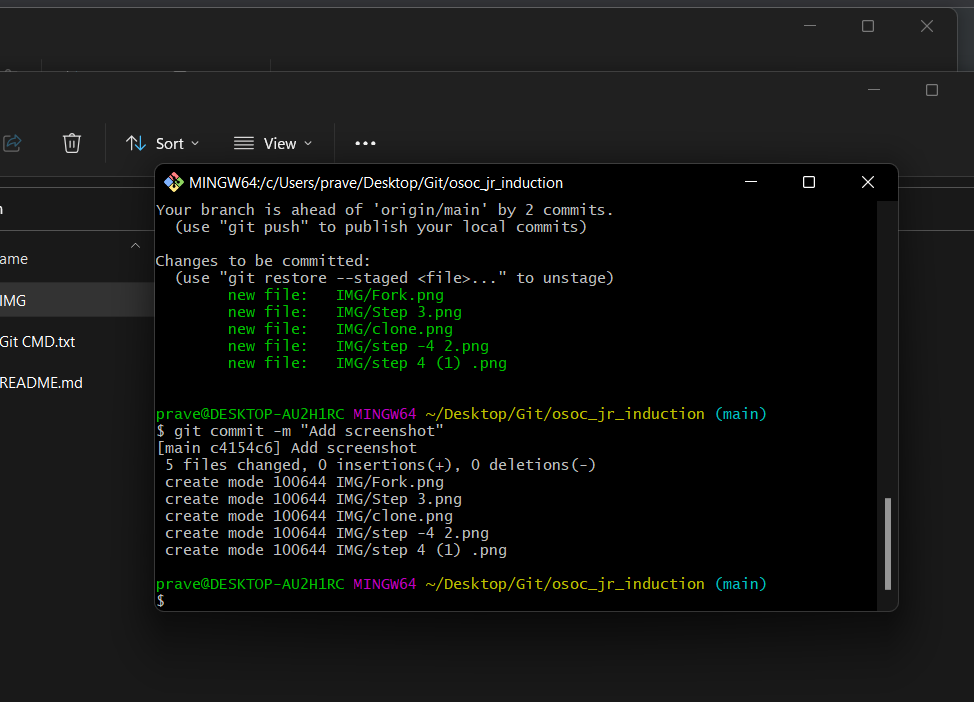 Sort
View
MINGW64:/c/Users/prave/Desktop/Git/osoc_jr_induction
ame
IMG
Git CMD.txt
README.md
Your branch is ahead of 'origin/main' by 2 commits.
(use "git push" to publish your local commits)
Changes to be committed:
(use "git restore --staged <file>..." to unstage)
new file:   IMG/Fork.png
new file:   IMG/Step 3.png
new file:   IMG/clone.png
new file:   IMG/step -4 2.png
new file:   IMG/step 4 (1) .png
prave@DESKTOP-AU2H1RC MINGW64 ~/Desktop/Git/osoc_jr_induction (main)
$ git commit -m "Add screenshot"
[main c4154c6] Add screenshot
5 files changed, 0 insertions(+), 0 deletions(-)
create mode 100644 IMG/Fork.png
create mode 100644 IMG/Step 3.png
create mode 100644 IMG/clone.png
create mode 100644 IMG/step -4 2.png
create mode 100644 IMG/step 4 (1) .png
prave@DESKTOP-AU2H1RC MINGW64 ~/Desktop/Git/osoc_jr_induction (main)
$